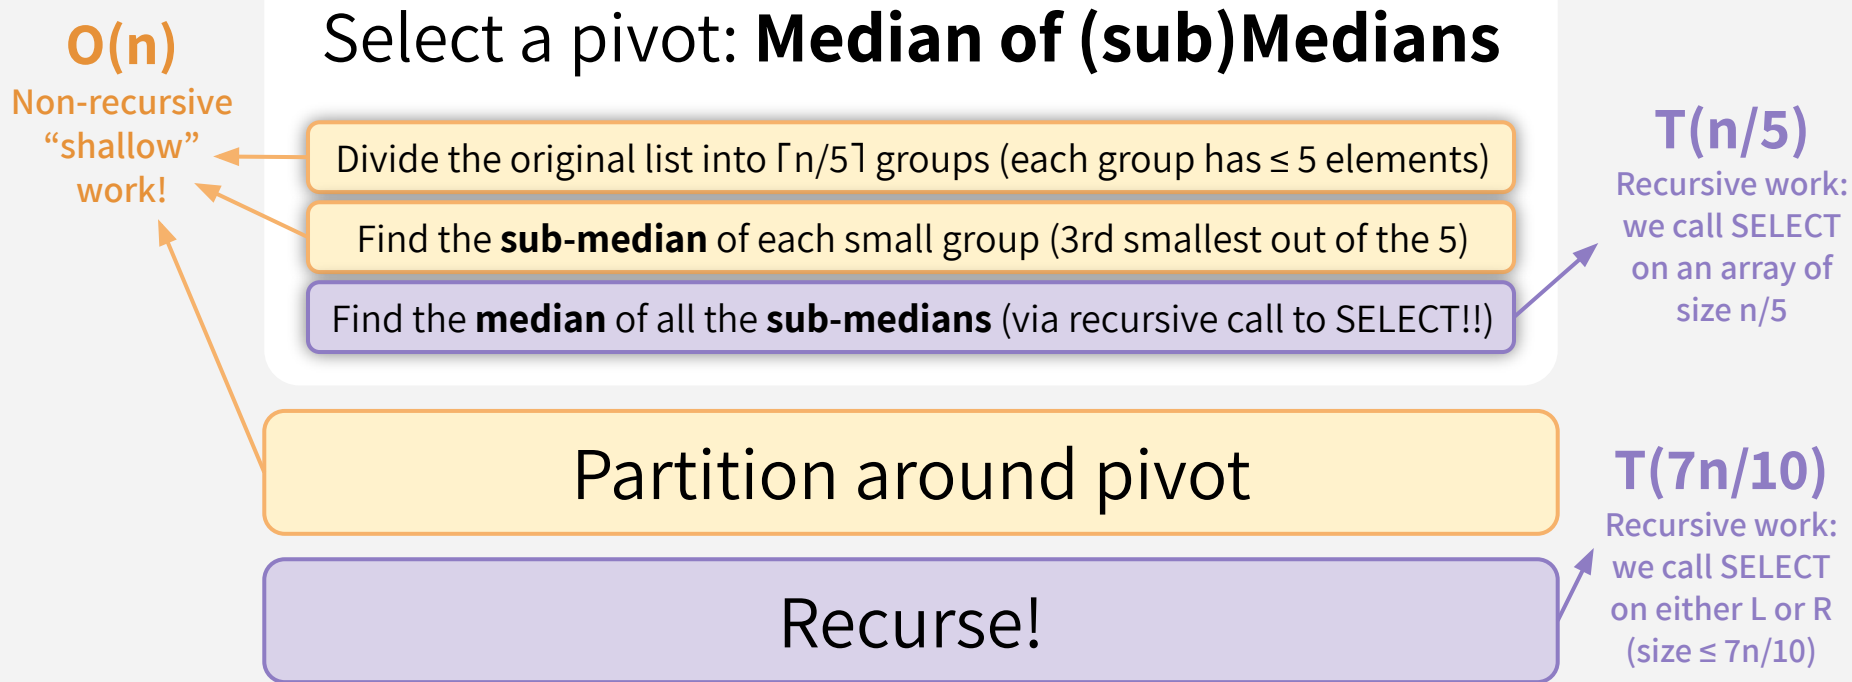 Select a pivot: Median of (sub)Medians
O(n)
Non-recursive
“shallow”
work!
Divide the original list into ⌈n/5⌉ groups (each group has ≤ 5 elements)
Find the sub-median of each small group (3rd smallest out of the 5)
Find the median of all the sub-medians (via recursive call to SELECT!!)
T(n/5)
Recursive work:
we call SELECT
on an array of
size n/5
Partition around pivot
Recurse!
T(7n/10)
Recursive work:
we call SELECT
on either L or R
(size ≤ 7n/10)